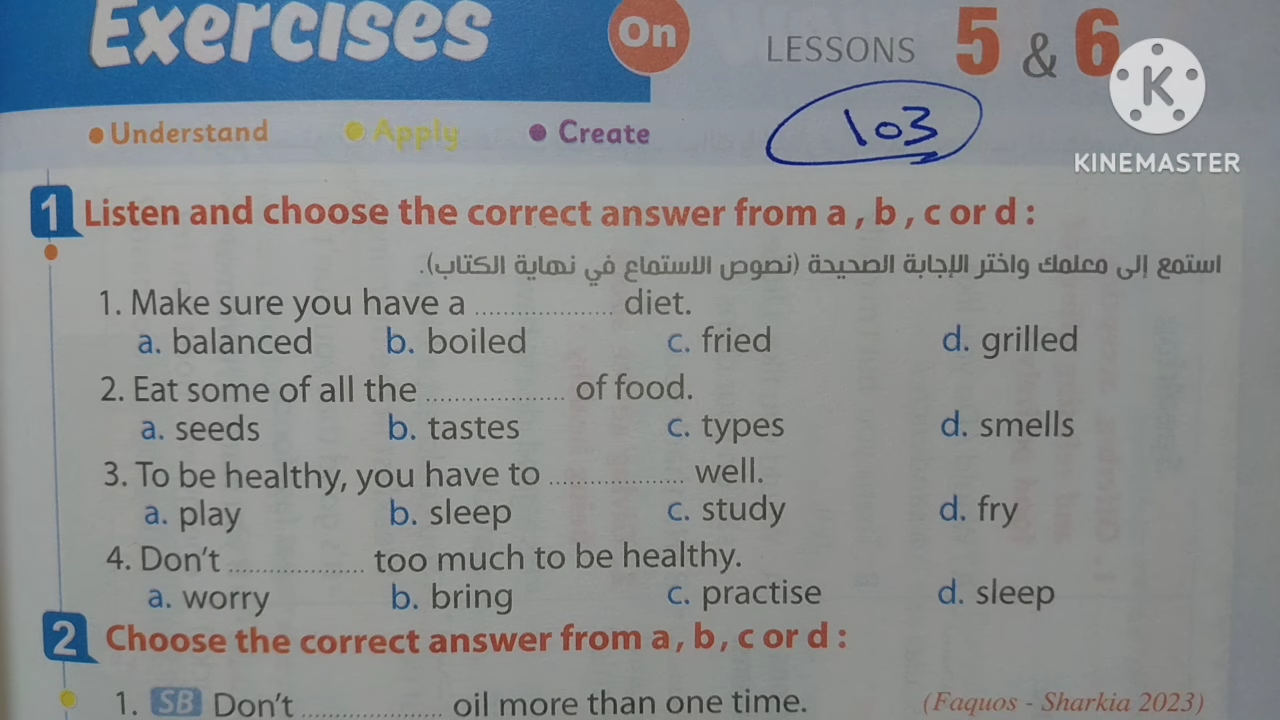 Exercises On LESSONS 5 & 6
103
K
KINEMASTER
• Understand • Apply • Create
1 Listen and choose the correct answer from a , b , c or d :
استمع إلى معلمك واختر الإجابة الصحيحة (نصوص الاستماع في نهاية الكتاب).
1. Make sure you have a .................... diet.
a. balanced b. boiled c. fried d. grilled
2. Eat some of all the .................... of food.
a. seeds b. tastes c. types d. smells
3. To be healthy, you have to .................... well.
a. play b. sleep c. study d. fry
4. Don't .................... too much to be healthy.
a. worry b. bring c. practise d. sleep
2 Choose the correct answer from a , b , c or d :
1. SB Don't .................... oil more than one time. (Faquos - Sharkia 2023)